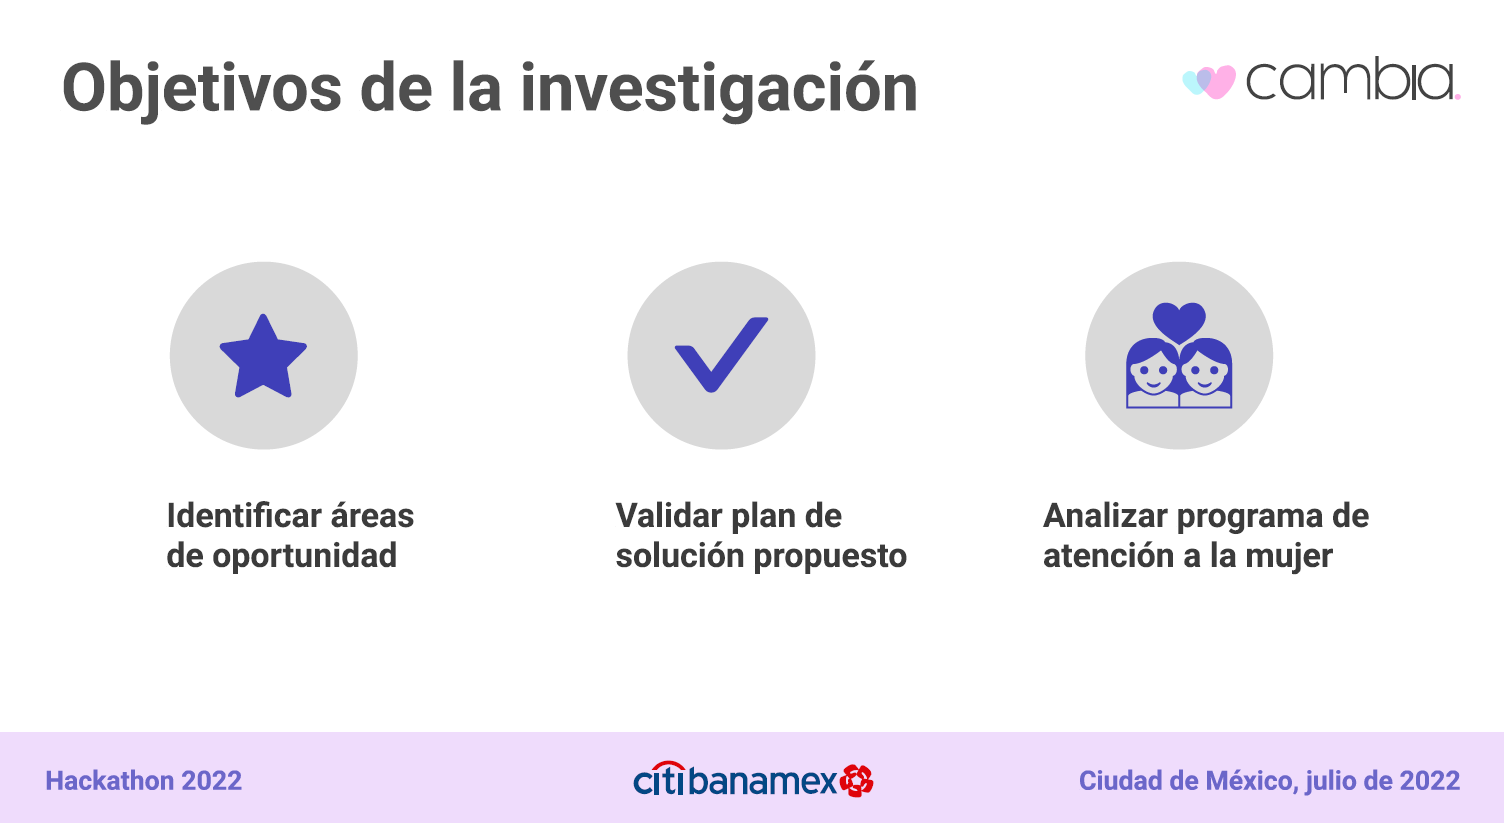 Objetivos de la investigación
cambia.
Identificar áreas
de oportunidad
Validar plan de
solución propuesto
Analizar programa de
atención a la mujer
Hackathon 2022
citibanamex
Ciudad de México, julio de 2022